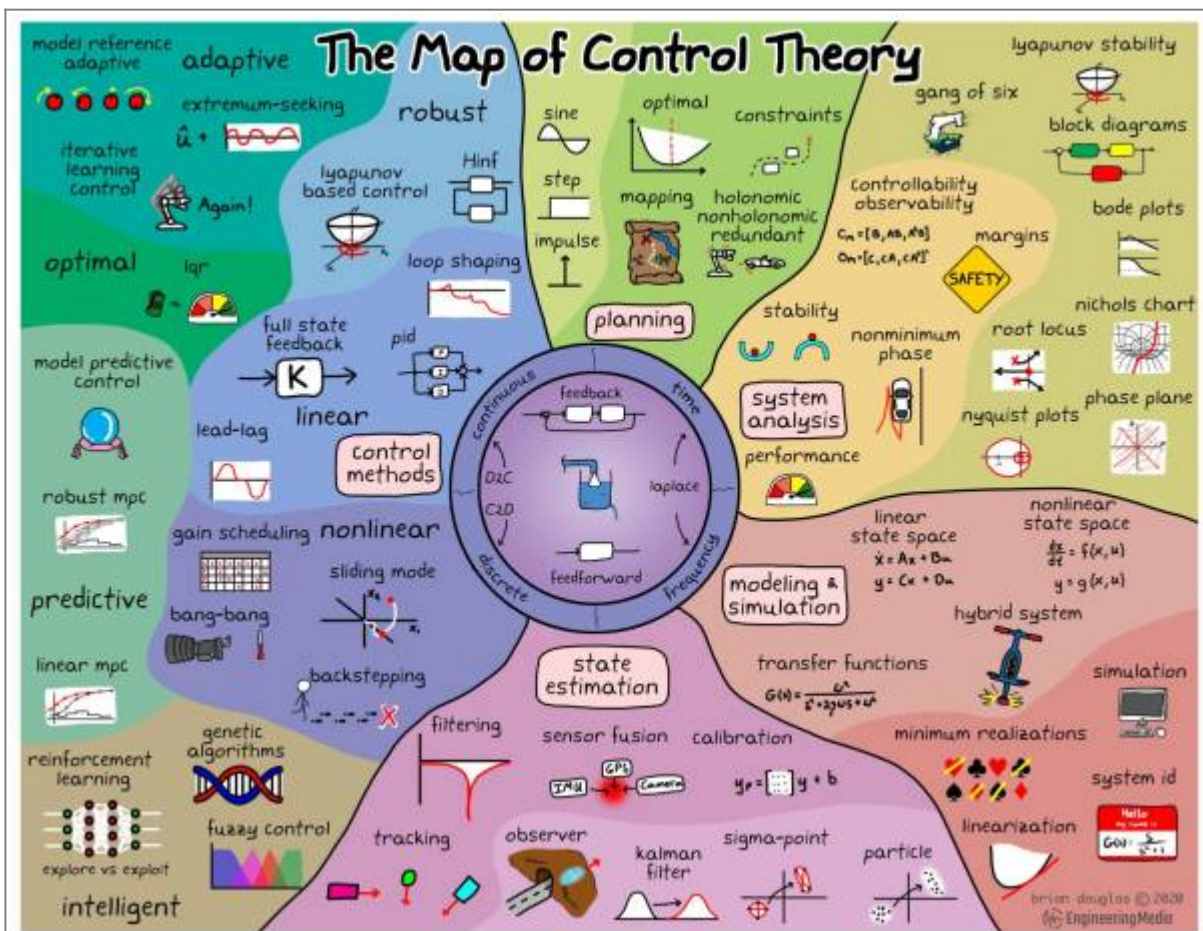 The Map of Control Theory
model reference
adaptive
adaptive
extremum-seeking
û +
iterative
learning
control
Again!
optimal
lqr
=
robust
Hinf
lyapunov
based control
loop shaping
full state
feedback
K
pid
P
I
D
linear
lead-lag
control
methods
model predictive
control
robust mpc
predictive
linear mpc
gain scheduling
nonlinear
sliding mode
x₂
x₁
bang-bang
backstepping
X
reinforcement
learning
explore vs exploit
genetic
algorithms
fuzzy control
intelligent
sine
step
impulse
optimal
constraints
mapping
holonomic
nonholonomic
redundant
planning
lyapunov stability
gang of six
block diagrams
controllability
observability
Cm=[B, AB, A²B]
margins
SAFETY
bode plots
stability
nonminimum
phase
root locus
nichols chart
system
analysis
nyquist plots
phase plane
performance
continuous
time
feedback
D2C
C2D
laplace
feedforward
discrete
frequency
linear
state space
ẋ = Ax + Bu
y = Cx + Du
nonlinear
state space
dx/dt = f(x, u)
y = g(x, u)
modeling &
simulation
hybrid system
transfer functions
simulation
minimum realizations
system id
Hello
linearization
state
estimation
filtering
sensor fusion
IMU
GPS
Camera
calibration
tracking
observer
kalman
filter
sigma-point
particle
brian douglas © 2020
EngineeringMedia